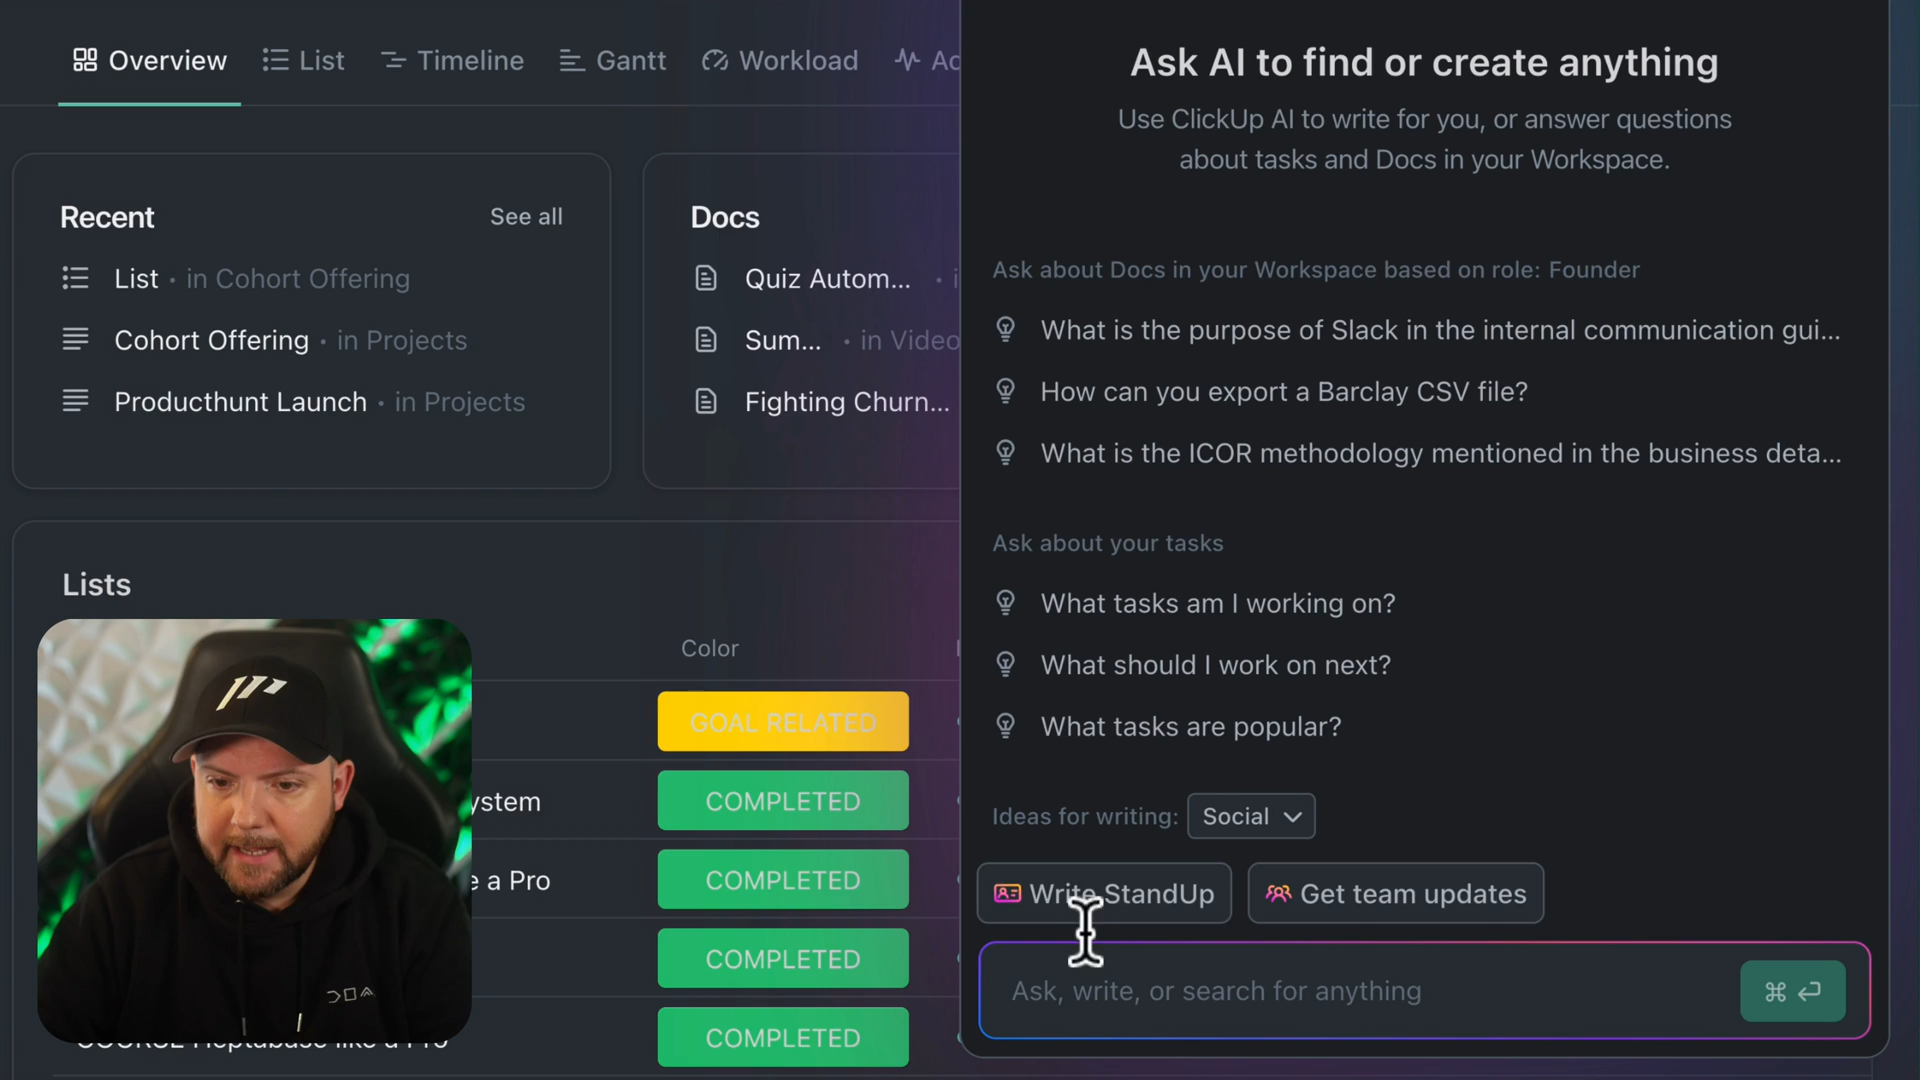 Overview
List
Timeline
Gantt
Workload
Recent
See all
List • in Cohort Offering
Cohort Offering • in Projects
Producthunt Launch • in Projects
Docs
Quiz Autom... •
Sum... • in Video
Fighting Churn...
Lists
Color
GOAL RELATED
COMPLETED
e a Pro
COMPLETED
COMPLETED
COMPLETED
Ask AI to find or create anything
Use ClickUp AI to write for you, or answer questions
about tasks and Docs in your Workspace.
Ask about Docs in your Workspace based on role: Founder
What is the purpose of Slack in the internal communication gui...
How can you export a Barclay CSV file?
What is the ICOR methodology mentioned in the business deta...
Ask about your tasks
What tasks am I working on?
What should I work on next?
What tasks are popular?
Ideas for writing: Social
Write StandUp
Get team updates
Ask, write, or search for anything
⌘ ↵